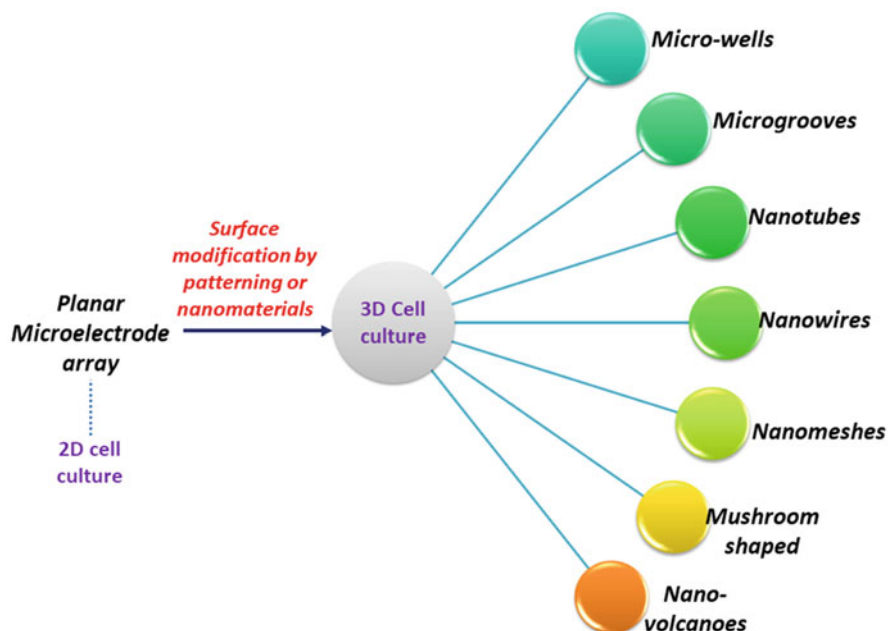 Planar
Microelectrode
array
2D cell
culture
Surface
modification by
patterning or
nanomaterials
3D Cell
culture
Micro-wells
Microgrooves
Nanotubes
Nanowires
Nanomeshes
Mushroom
shaped
Nano-
volcanoes